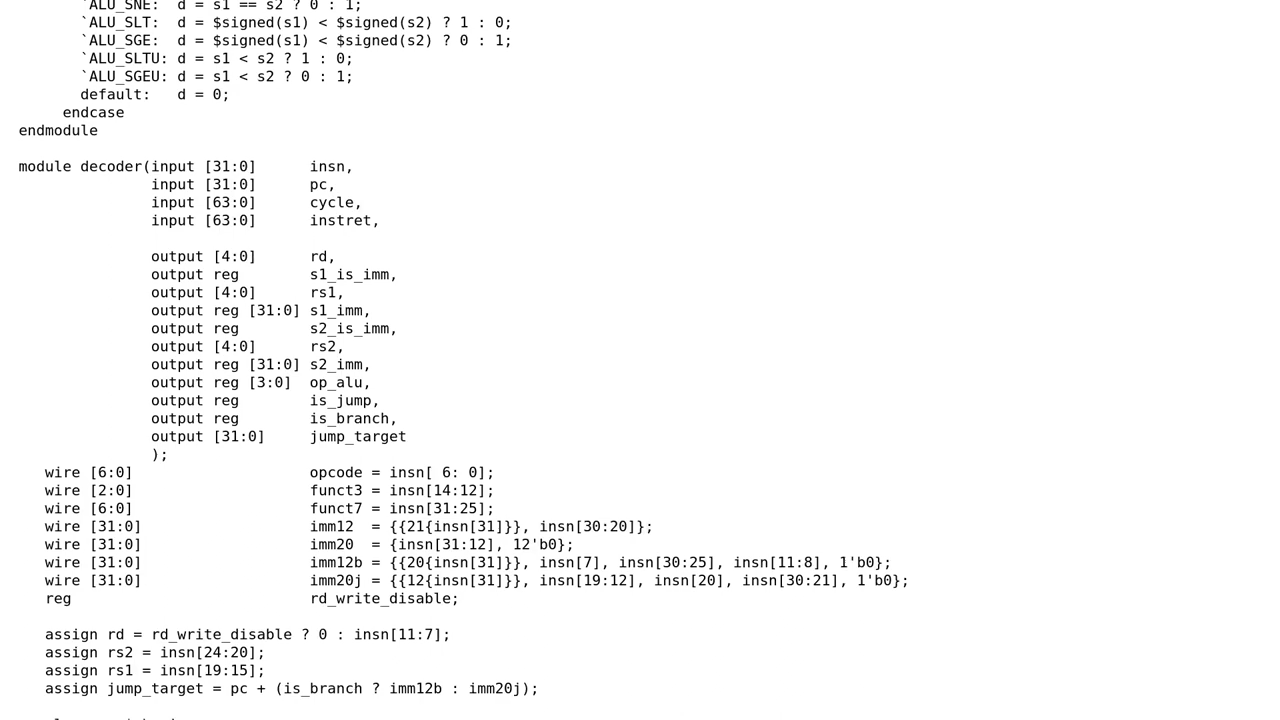 `ALU_SNE:  d = s1 == s2 ? 0 : 1;
`ALU_SLT:  d = $signed(s1) < $signed(s2) ? 1 : 0;
`ALU_SGE:  d = $signed(s1) < $signed(s2) ? 0 : 1;
`ALU_SLTU: d = s1 < s2 ? 1 : 0;
`ALU_SGEU: d = s1 < s2 ? 0 : 1;
default:   d = 0;
endcase
endmodule
module decoder(input [31:0]      insn,
input [31:0]      pc,
input [63:0]      cycle,
input [63:0]      instret,
output [4:0]      rd,
output reg        s1_is_imm,
output [4:0]      rs1,
output reg [31:0] s1_imm,
output reg        s2_is_imm,
output [4:0]      rs2,
output reg [31:0] s2_imm,
output reg [3:0]  op_alu,
output reg        is_jump,
output reg        is_branch,
output [31:0]     jump_target
);
wire [6:0]                    opcode = insn[ 6: 0];
wire [2:0]                    funct3 = insn[14:12];
wire [6:0]                    funct7 = insn[31:25];
wire [31:0]                   imm12  = {{21{insn[31]}}, insn[30:20]};
wire [31:0]                   imm20  = {insn[31:12], 12'b0};
wire [31:0]                   imm12b = {{20{insn[31]}}, insn[7], insn[30:25], insn[11:8], 1'b0};
wire [31:0]                   imm20j = {{12{insn[31]}}, insn[19:12], insn[20], insn[30:21], 1'b0};
reg                           rd_write_disable;
assign rd = rd_write_disable ? 0 : insn[11:7];
assign rs2 = insn[24:20];
assign rs1 = insn[19:15];
assign jump_target = pc + (is_branch ? imm12b : imm20j);